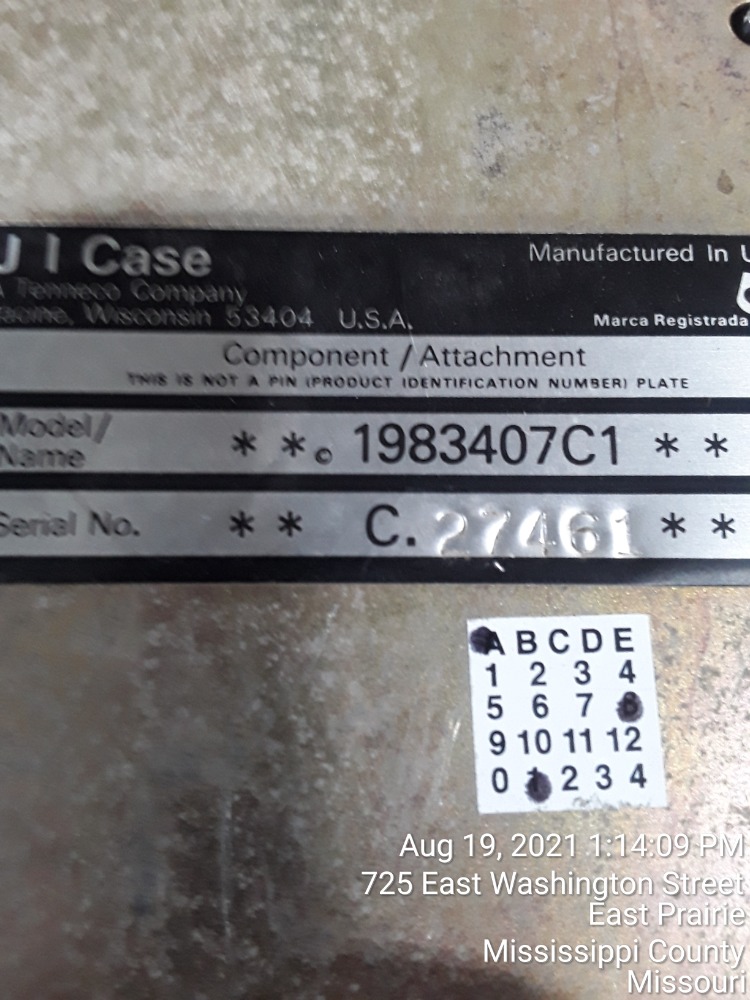 J I Case
A Tenneco Company
Racine, Wisconsin 53404 U.S.A.
Manufactured In U
Marca Registrada
Component / Attachment
THIS IS NOT A PIN (PRODUCT IDENTIFICATION NUMBER) PLATE
Model/
Name
* * © 1983407C1 * *
Serial No. * * C. 27461 * *
A B C D E
1 2 3 4
5 6 7 8
9 10 11 12
0 1 2 3 4
Aug 19, 2021 1:14:09 PM
725 East Washington Street
East Prairie
Mississippi County
Missouri